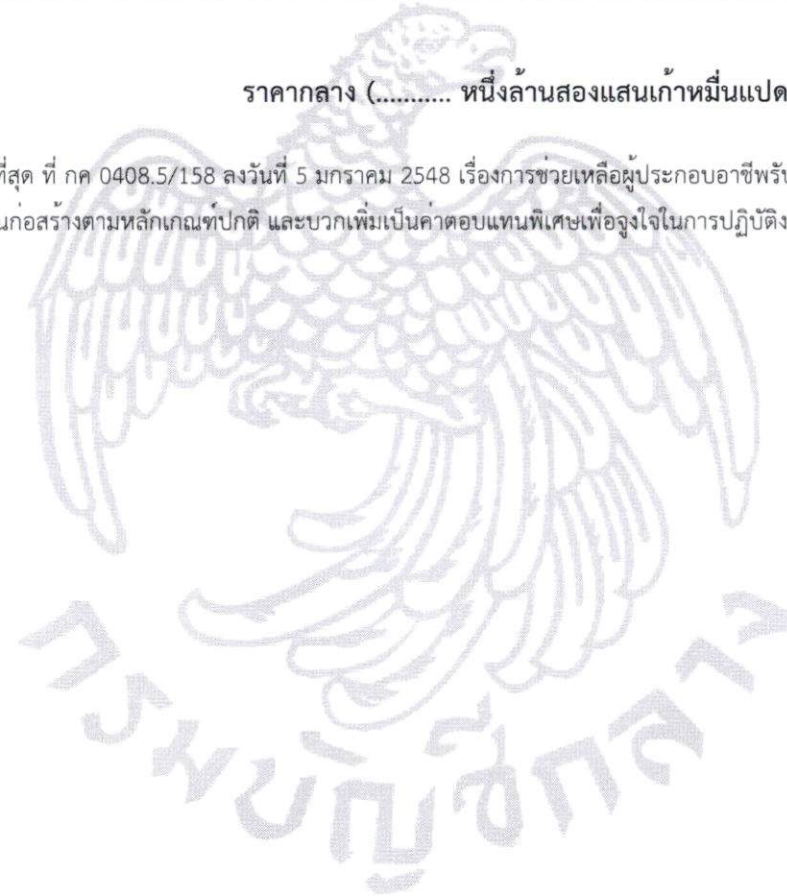 ราคากลาง (........... หนึ่งล้านสองแสนเก้าหมื่นแปด
ที่สุด ที่ กค 0408.5/158 ลงวันที่ 5 มกราคม 2548 เรื่องการช่วยเหลือผู้ประกอบอาชีพรับ
นก่อสร้างตามหลักเกณฑ์ปกติ และบวกเพิ่มเป็นค่าตอบแทนพิเศษเพื่อจูงใจในการปฏิบัติง
กรมบัญชีกลาง